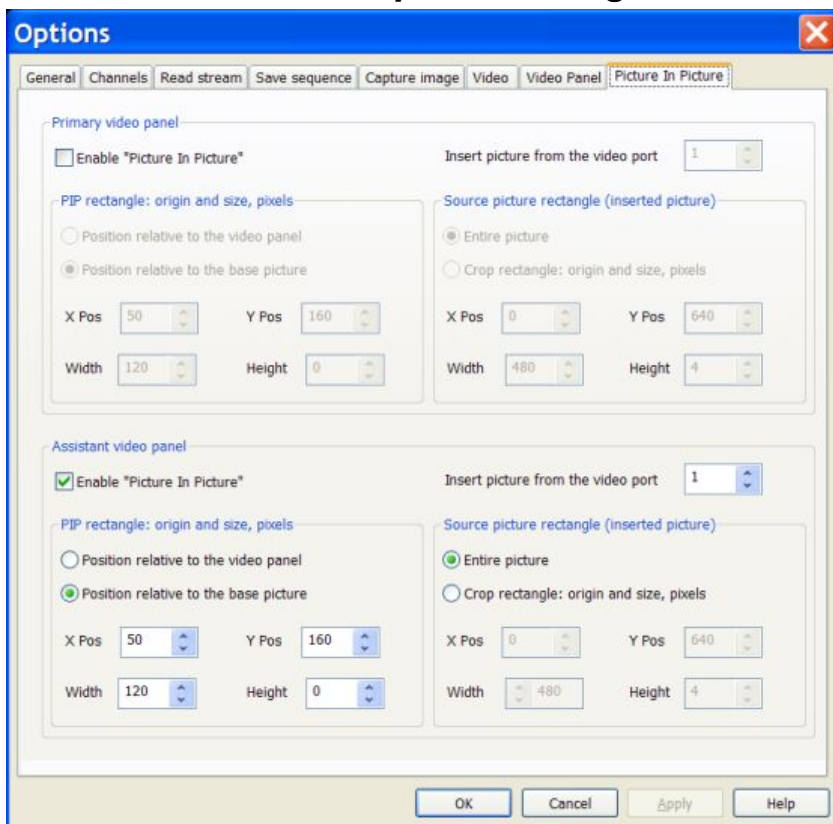 Options
General Channels Read stream Save sequence Capture image Video Video Panel Picture In Picture
Primary video panel
Enable "Picture In Picture" Insert picture from the video port 1
PIP rectangle: origin and size, pixels Source picture rectangle (inserted picture)
Position relative to the video panel Entire picture
Position relative to the base picture Crop rectangle: origin and size, pixels
X Pos 50 Y Pos 160 X Pos 0 Y Pos 640
Width 120 Height 0 Width 480 Height 4
Assistant video panel
Enable "Picture In Picture" Insert picture from the video port 1
PIP rectangle: origin and size, pixels Source picture rectangle (inserted picture)
Position relative to the video panel Entire picture
Position relative to the base picture Crop rectangle: origin and size, pixels
X Pos 50 Y Pos 160 X Pos 0 Y Pos 640
Width 120 Height 0 Width 480 Height 4
OK Cancel Apply Help